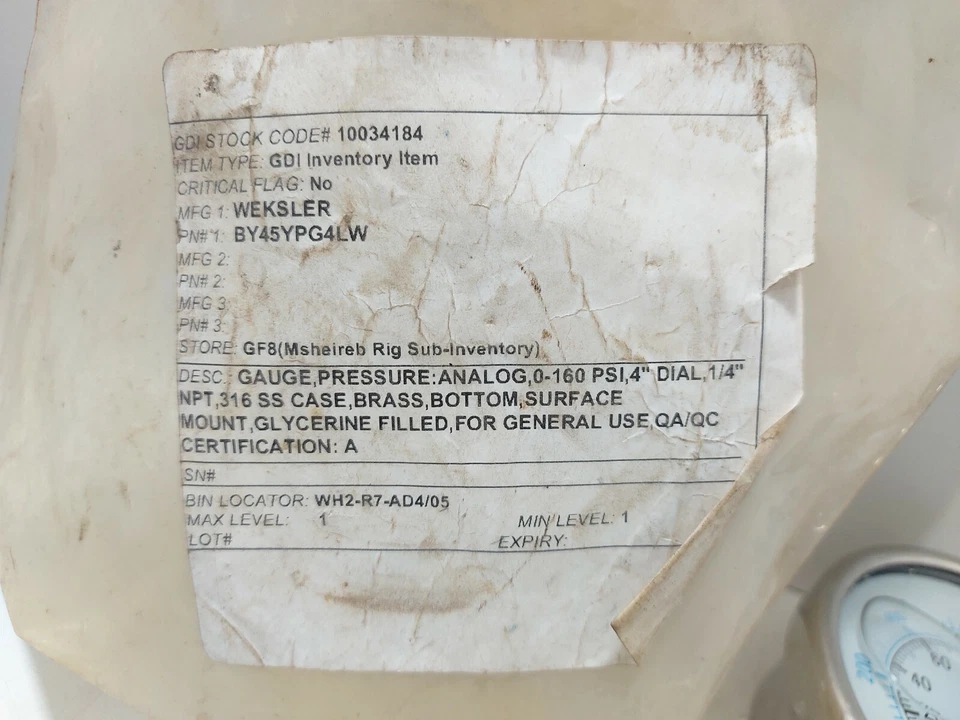 GDI STOCK CODE# 10034184
ITEM TYPE: GDI Inventory Item
CRITICAL FLAG: No
MFG 1: WEKSLER
PN# 1: BY45YPG4LW
MFG 2:
PN# 2:
MFG 3:
PN# 3:
STORE: GF8(Msheireb Rig Sub-Inventory)
DESC.: GAUGE,PRESSURE:ANALOG,0-160 PSI,4" DIAL,1/4"
NPT,316 SS CASE,BRASS,BOTTOM,SURFACE
MOUNT,GLYCERINE FILLED,FOR GENERAL USE,QA/QC
CERTIFICATION: A
SN#
BIN LOCATOR: WH2-R7-AD4/05
MAX LEVEL: 1 MIN LEVEL: 1
LOT# EXPIRY:
60
40